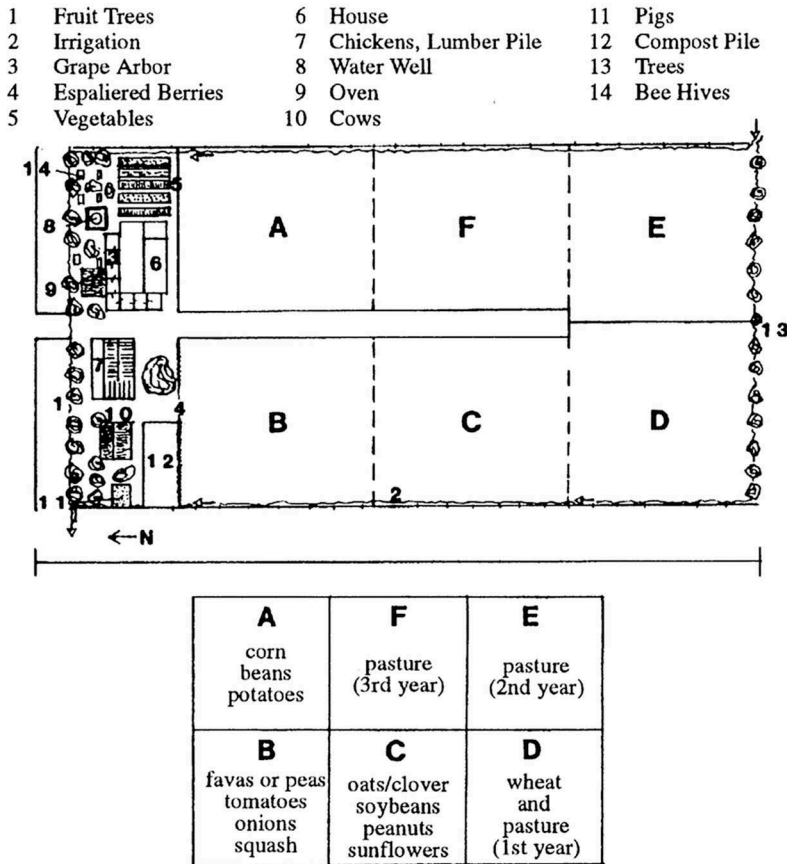 1 Fruit Trees
2 Irrigation
3 Grape Arbor
4 Espaliered Berries
5 Vegetables
6 House
7 Chickens, Lumber Pile
8 Water Well
9 Oven
10 Cows
11 Pigs
12 Compost Pile
13 Trees
14 Bee Hives
14
5
8
3
6
9
A
F
E
13
7
1
10
4
12
11
B
C
D
2
←N
A
corn
beans
potatoes
F
pasture
(3rd year)
E
pasture
(2nd year)
B
favas or peas
tomatoes
onions
squash
C
oats/clover
soybeans
peanuts
sunflowers
D
wheat
and
pasture
(1st year)